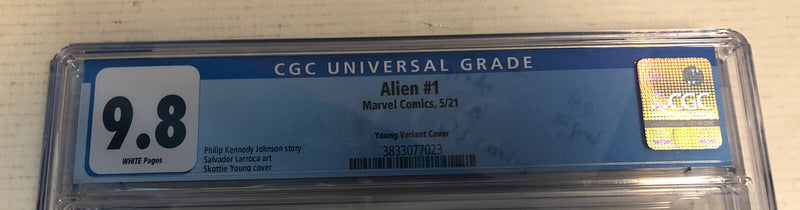 CGC UNIVERSAL GRADE
9.8
WHITE Pages
Alien #1
Marvel Comics, 5/21
Young Variant Cover
Philip Kennedy Johnson story
Salvador Larroca art
Skottie Young cover
3833077023
CGC